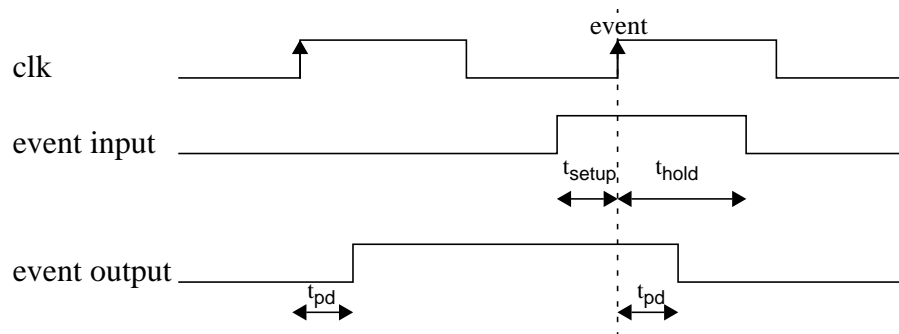 event
clk
event input
tsetup thold
event output
tpd tpd